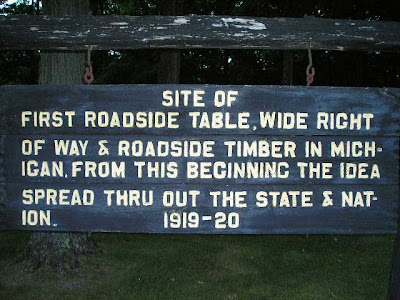 SITE OF
FIRST ROADSIDE TABLE, WIDE RIGHT
OF WAY & ROADSIDE TIMBER IN MICH-
IGAN, FROM THIS BEGINNING THE IDEA
SPREAD THRU OUT THE STATE & NAT-
ION. 1919-20